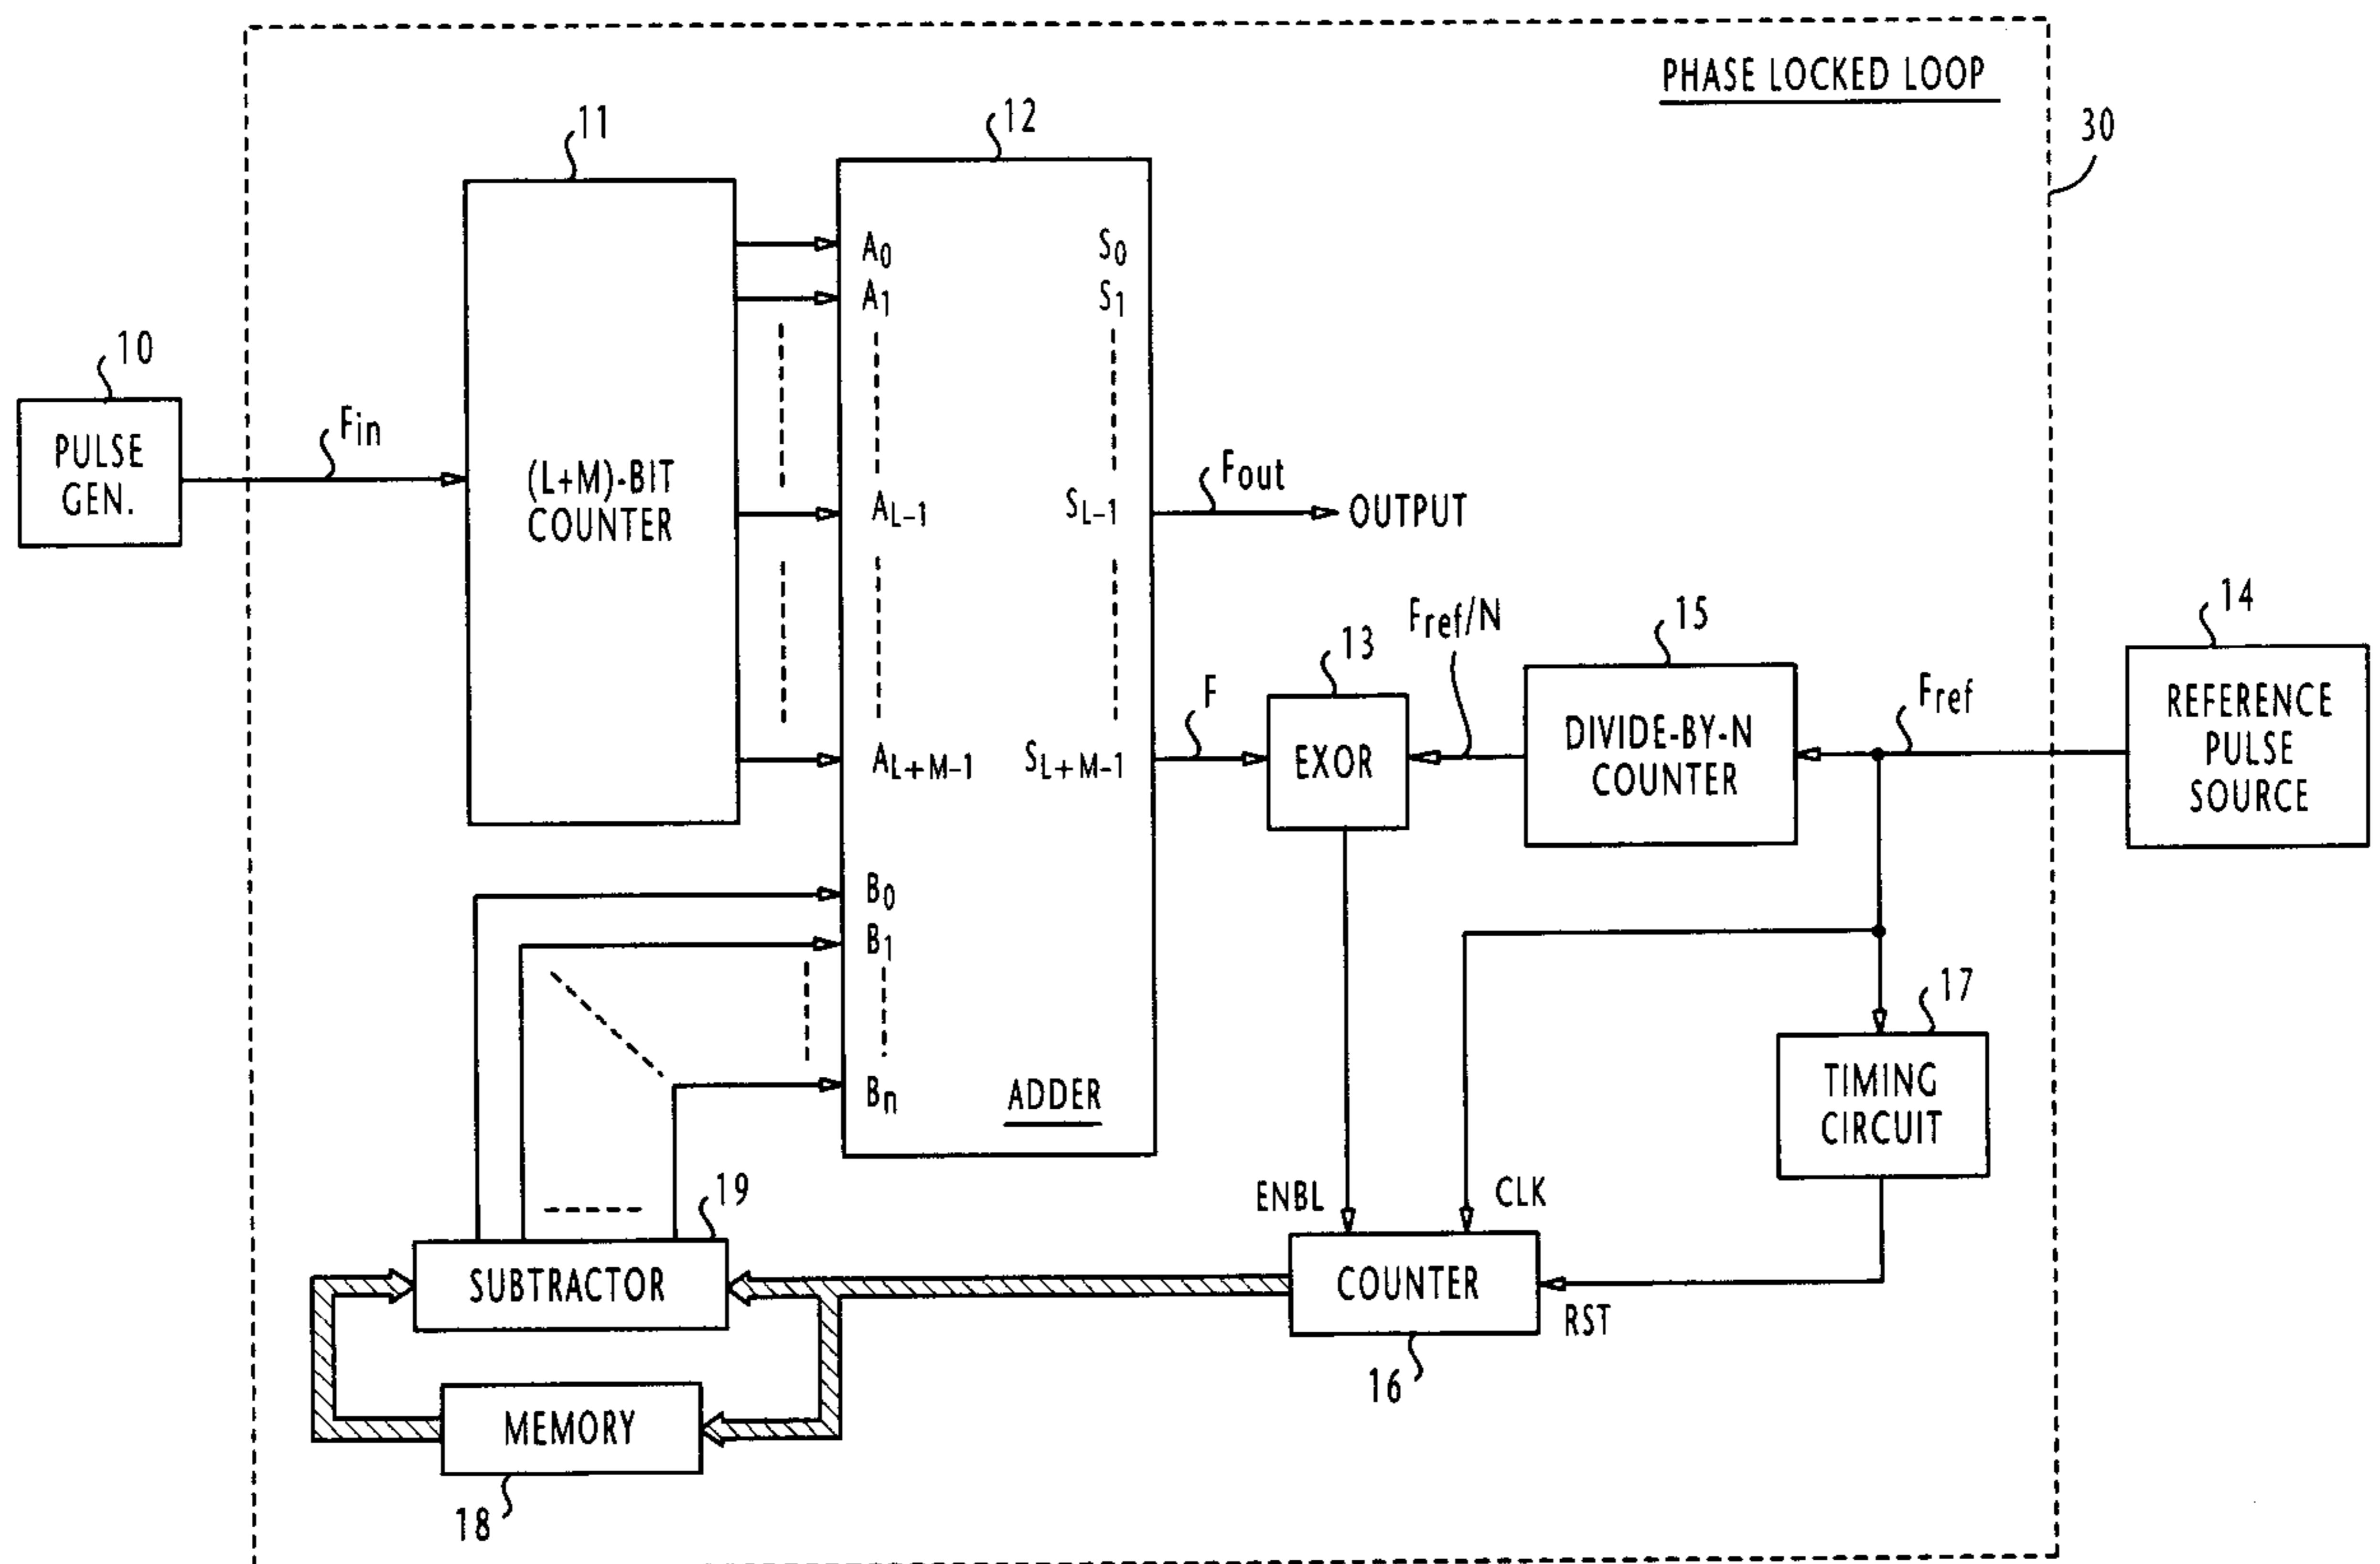 PHASE LOCKED LOOP
30
11
12
10
PULSE
GEN.
Fin
(L+M)-BIT
COUNTER
A0
A1
AL-1
AL+M-1
S0
S1
SL-1
SL+M-1
Fout
OUTPUT
F
13
EXOR
Fref/N
15
DIVIDE-BY-N
COUNTER
Fref
14
REFERENCE
PULSE
SOURCE
B0
B1
Bn
ADDER
17
TIMING
CIRCUIT
19
SUBTRACTOR
ENBL
CLK
COUNTER
RST
16
MEMORY
18